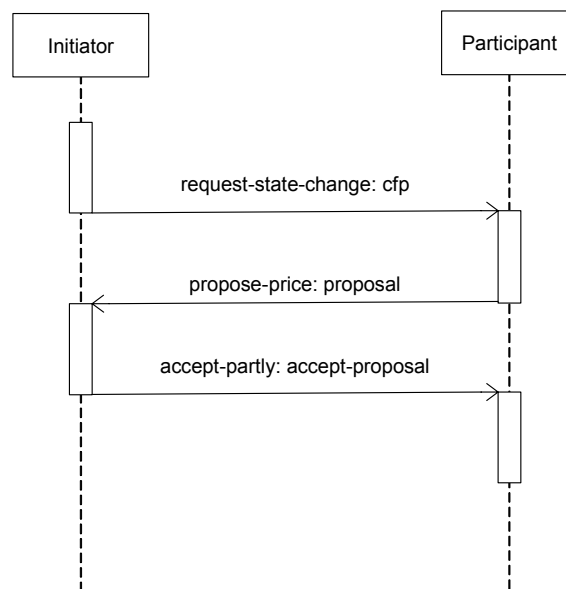 Initiator
Participant
request-state-change: cfp
propose-price: proposal
accept-partly: accept-proposal